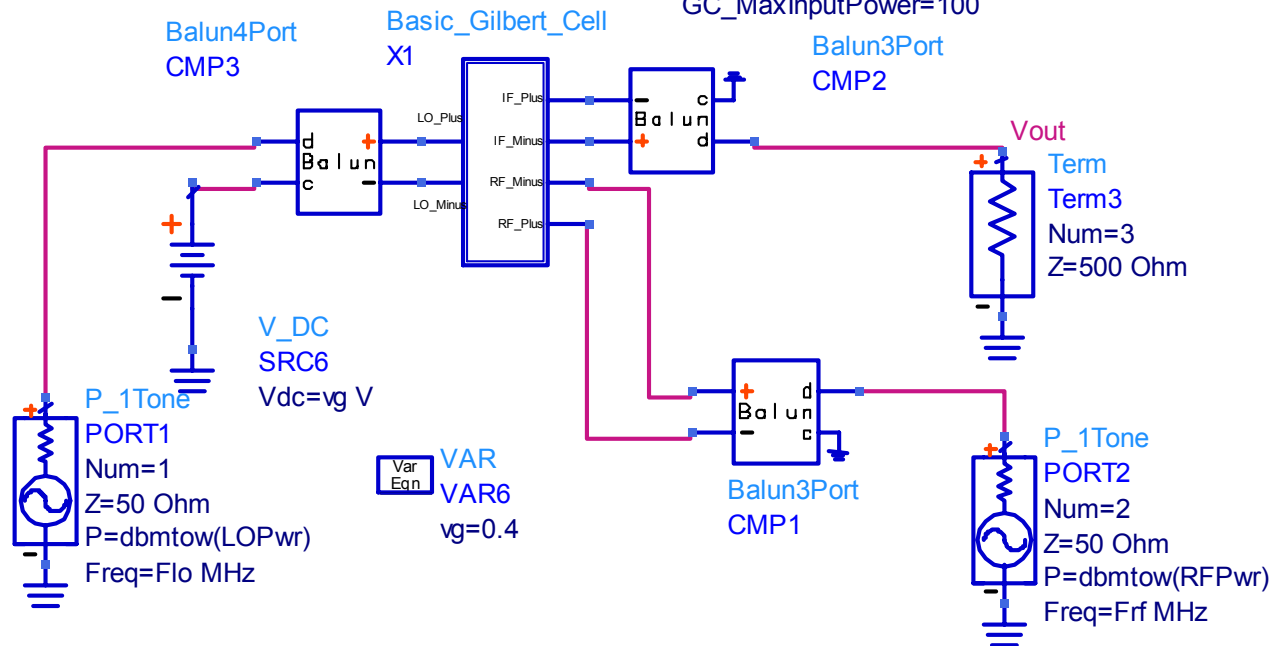 GC_MaxInputPower=100
Balun4Port
CMP3
Basic_Gilbert_Cell
X1
Balun3Port
CMP2
d
c
Balun
+
-
LO_Plus
LO_Minus
IF_Plus
IF_Minus
RF_Minus
RF_Plus
-
+
Balun
c
d
Vout
+
-
Term
Term3
Num=3
Z=500 Ohm
+
-
V_DC
SRC6
Vdc=vg V
+
-
P_1Tone
PORT1
Num=1
Z=50 Ohm
P=dbmtow(LOPwr)
Freq=Flo MHz
Var
Eqn
VAR
VAR6
vg=0.4
+
-
Balun
d
c
Balun3Port
CMP1
+
-
P_1Tone
PORT2
Num=2
Z=50 Ohm
P=dbmtow(RFPwr)
Freq=Frf MHz